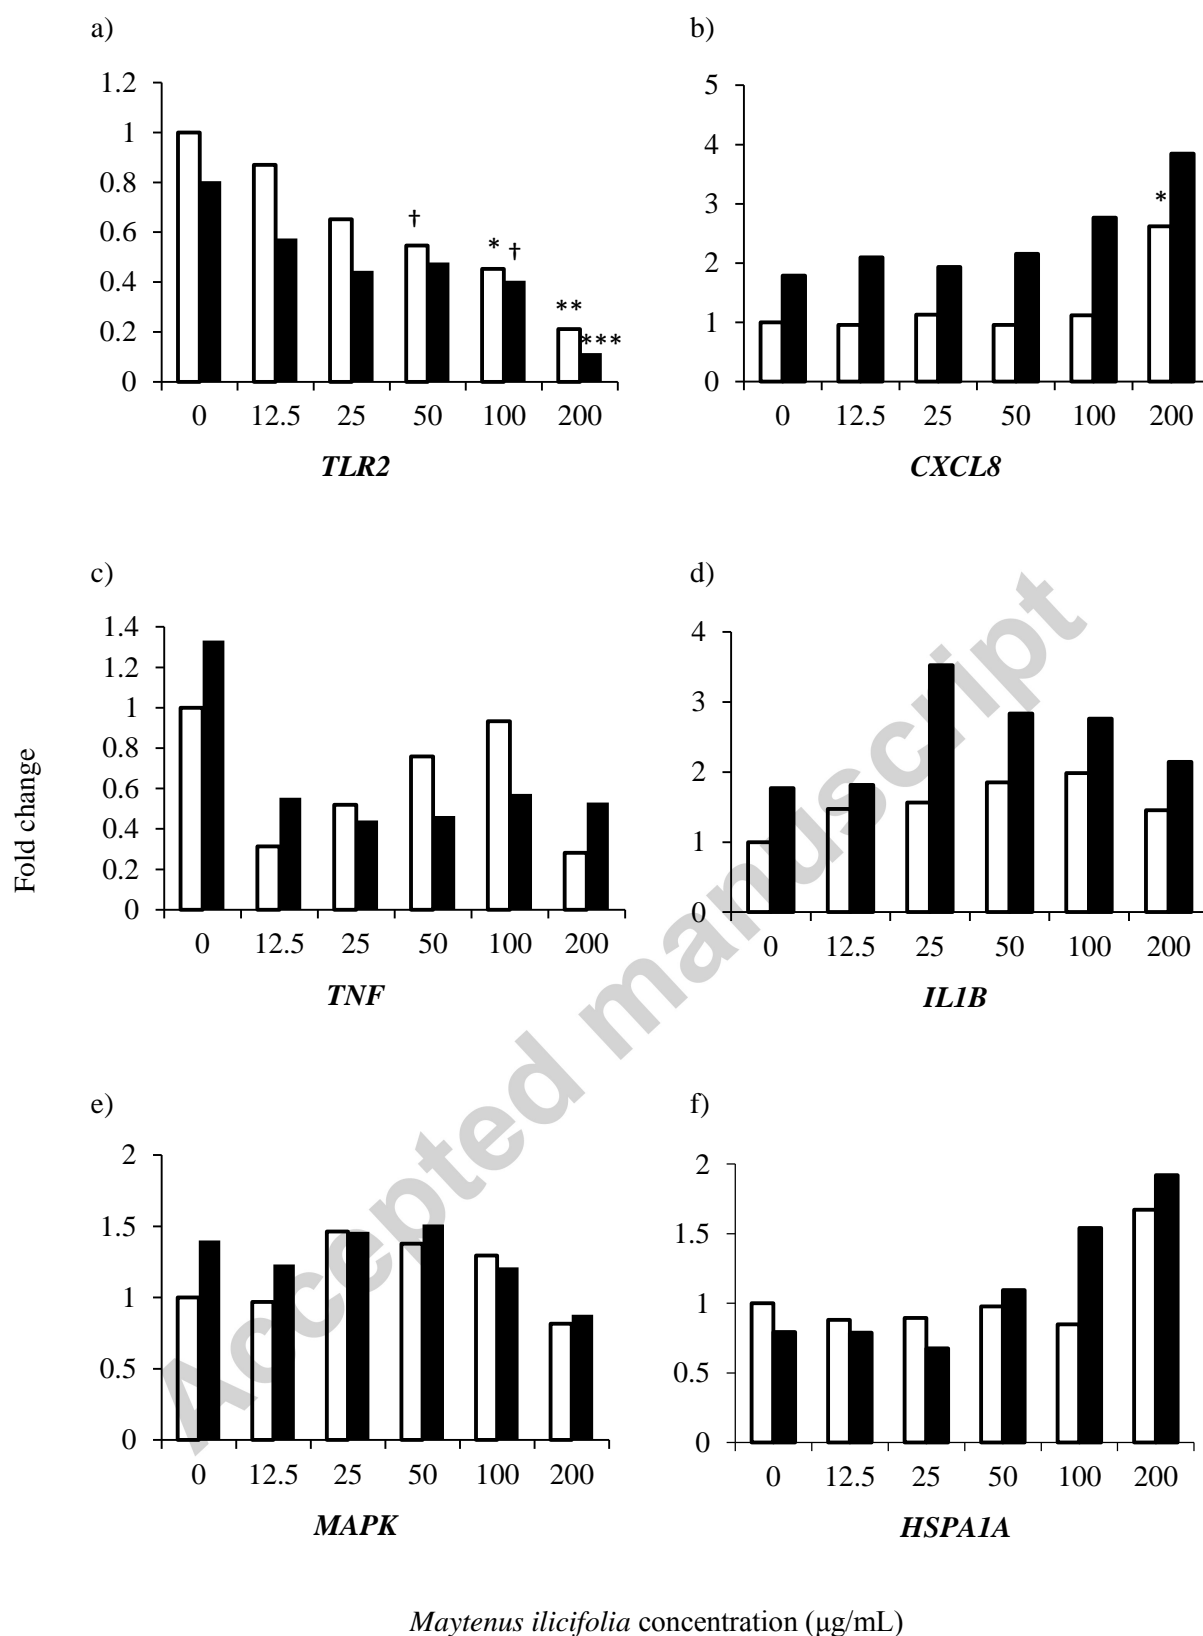 a)
1.2
1
0.8
0.6
0.4
0.2
0
†
*
†
**
***
0 12.5 25 50 100 200
TLR2
b)
5
4
3
2
1
0
*
0 12.5 25 50 100 200
CXCL8
Fold change
c)
1.4
1.2
1
0.8
0.6
0.4
0.2
0
0 12.5 25 50 100 200
TNF
d)
4
3
2
1
0
0 12.5 25 50 100 200
IL1B
e)
2
1.5
1
0.5
0
0 12.5 25 50 100 200
MAPK
f)
2
1.5
1
0.5
0
0 12.5 25 50 100 200
HSPA1A
Maytenus ilicifolia concentration (µg/mL)
Accepted manuscript